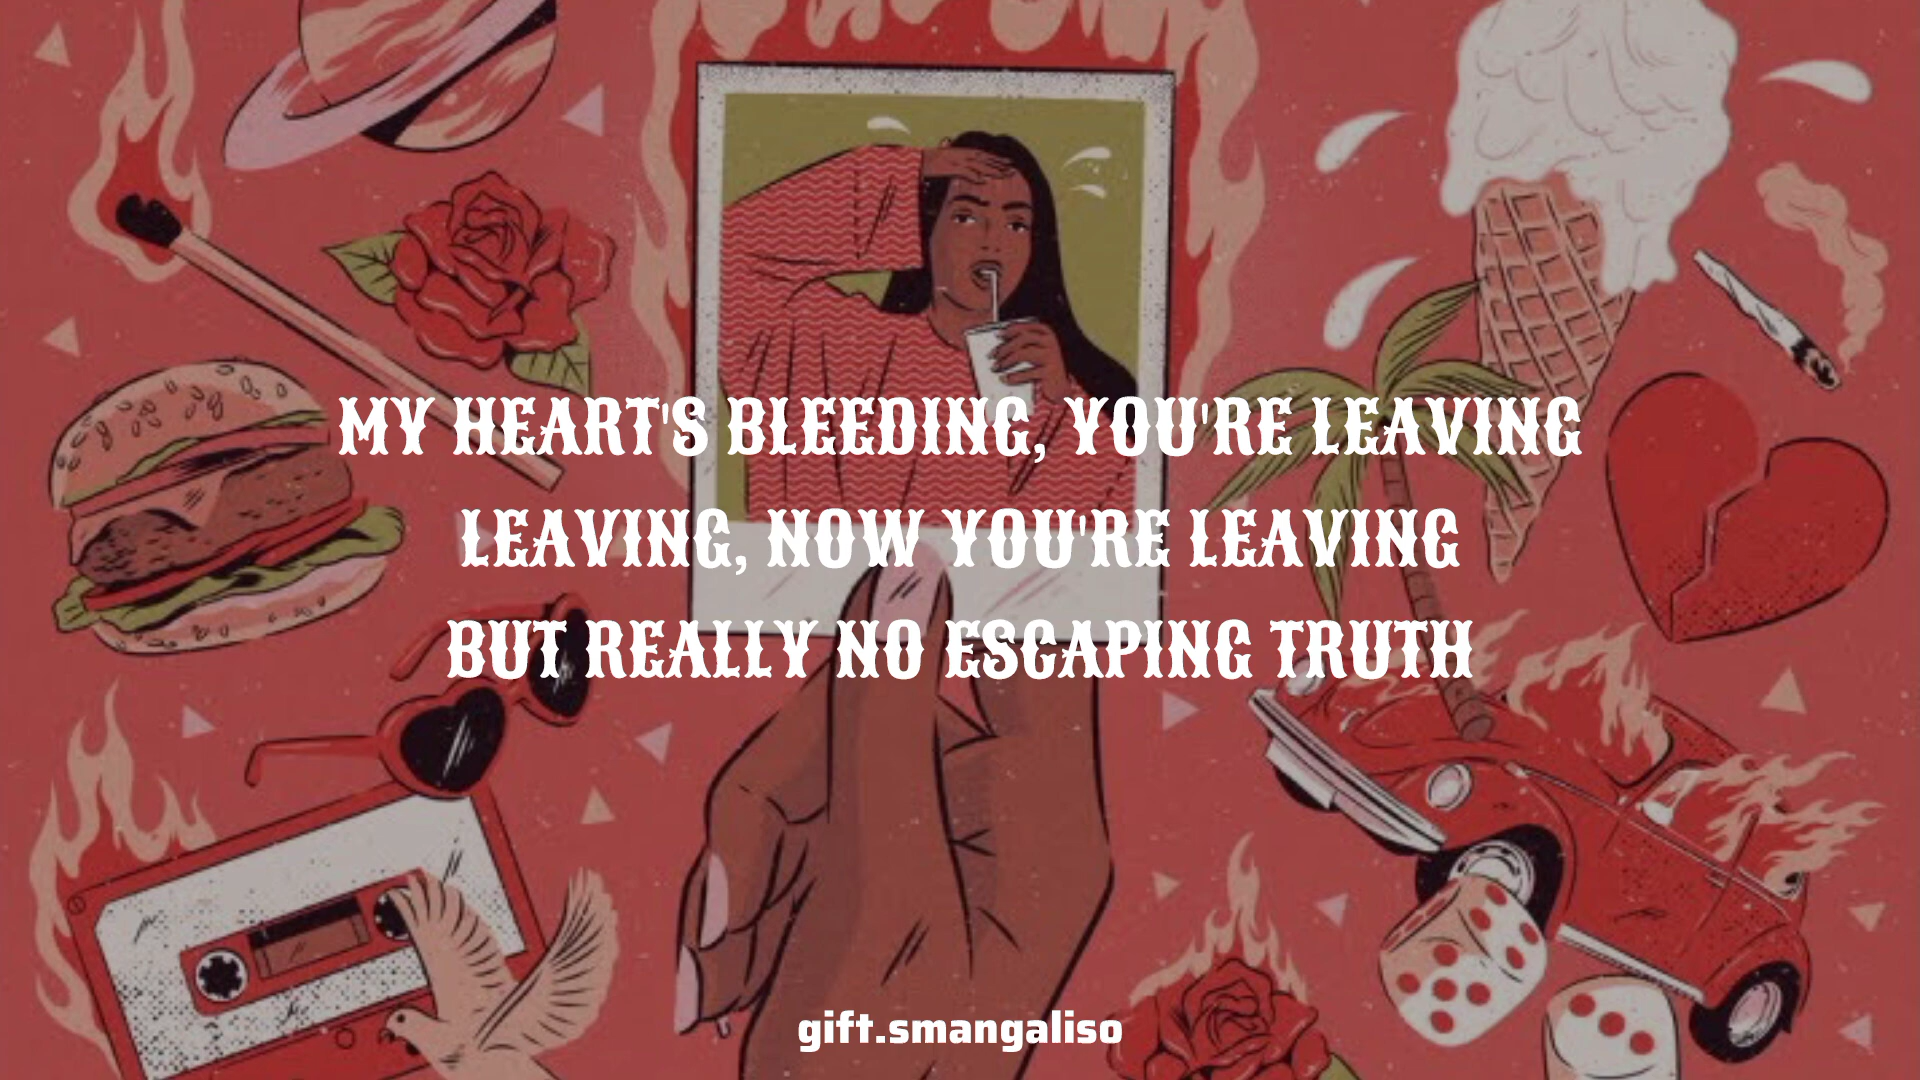 MY HEART'S BLEEDING, YOU'RE LEAVING
LEAVING, NOW YOU'RE LEAVING
BUT REALLY NO ESCAPING TRUTH
gift.smangaliso